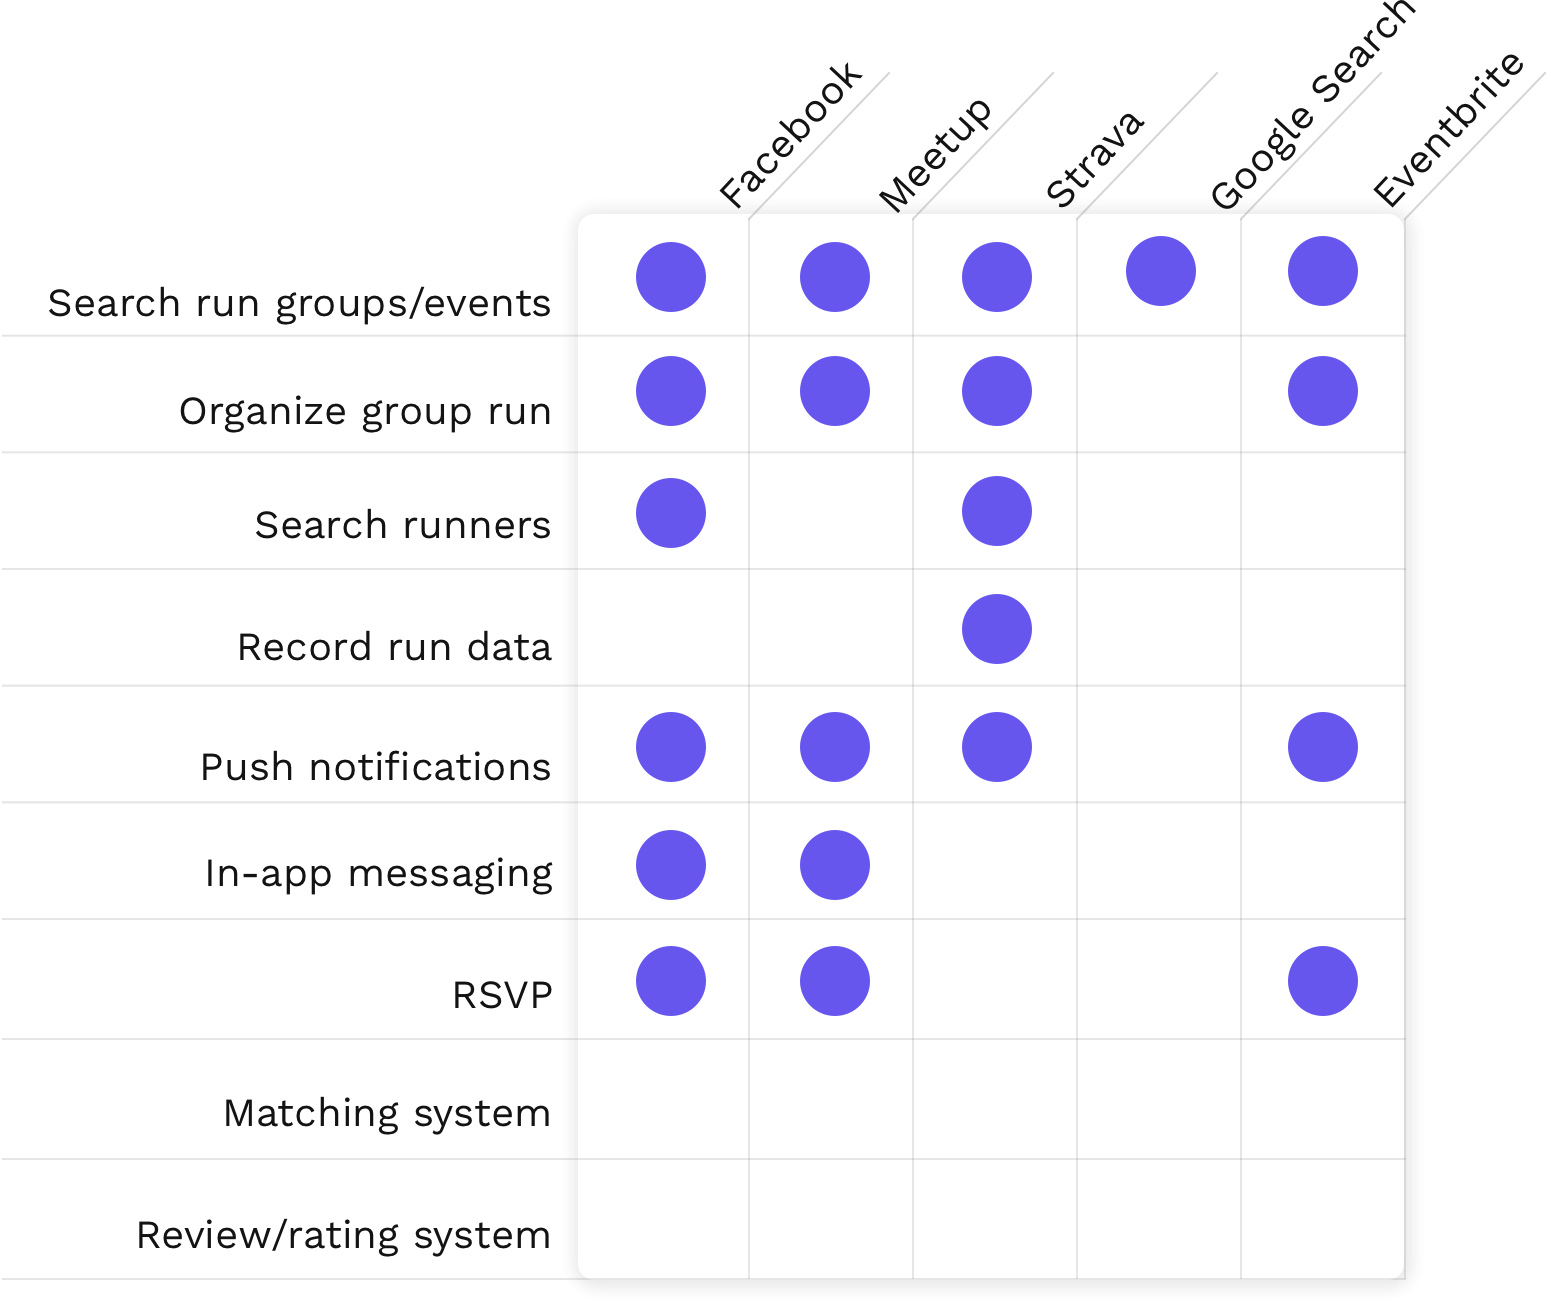 Facebook
Meetup
Strava
Google Search
Eventbrite
Search run groups/events
Organize group run
Search runners
Record run data
Push notifications
In-app messaging
RSVP
Matching system
Review/rating system